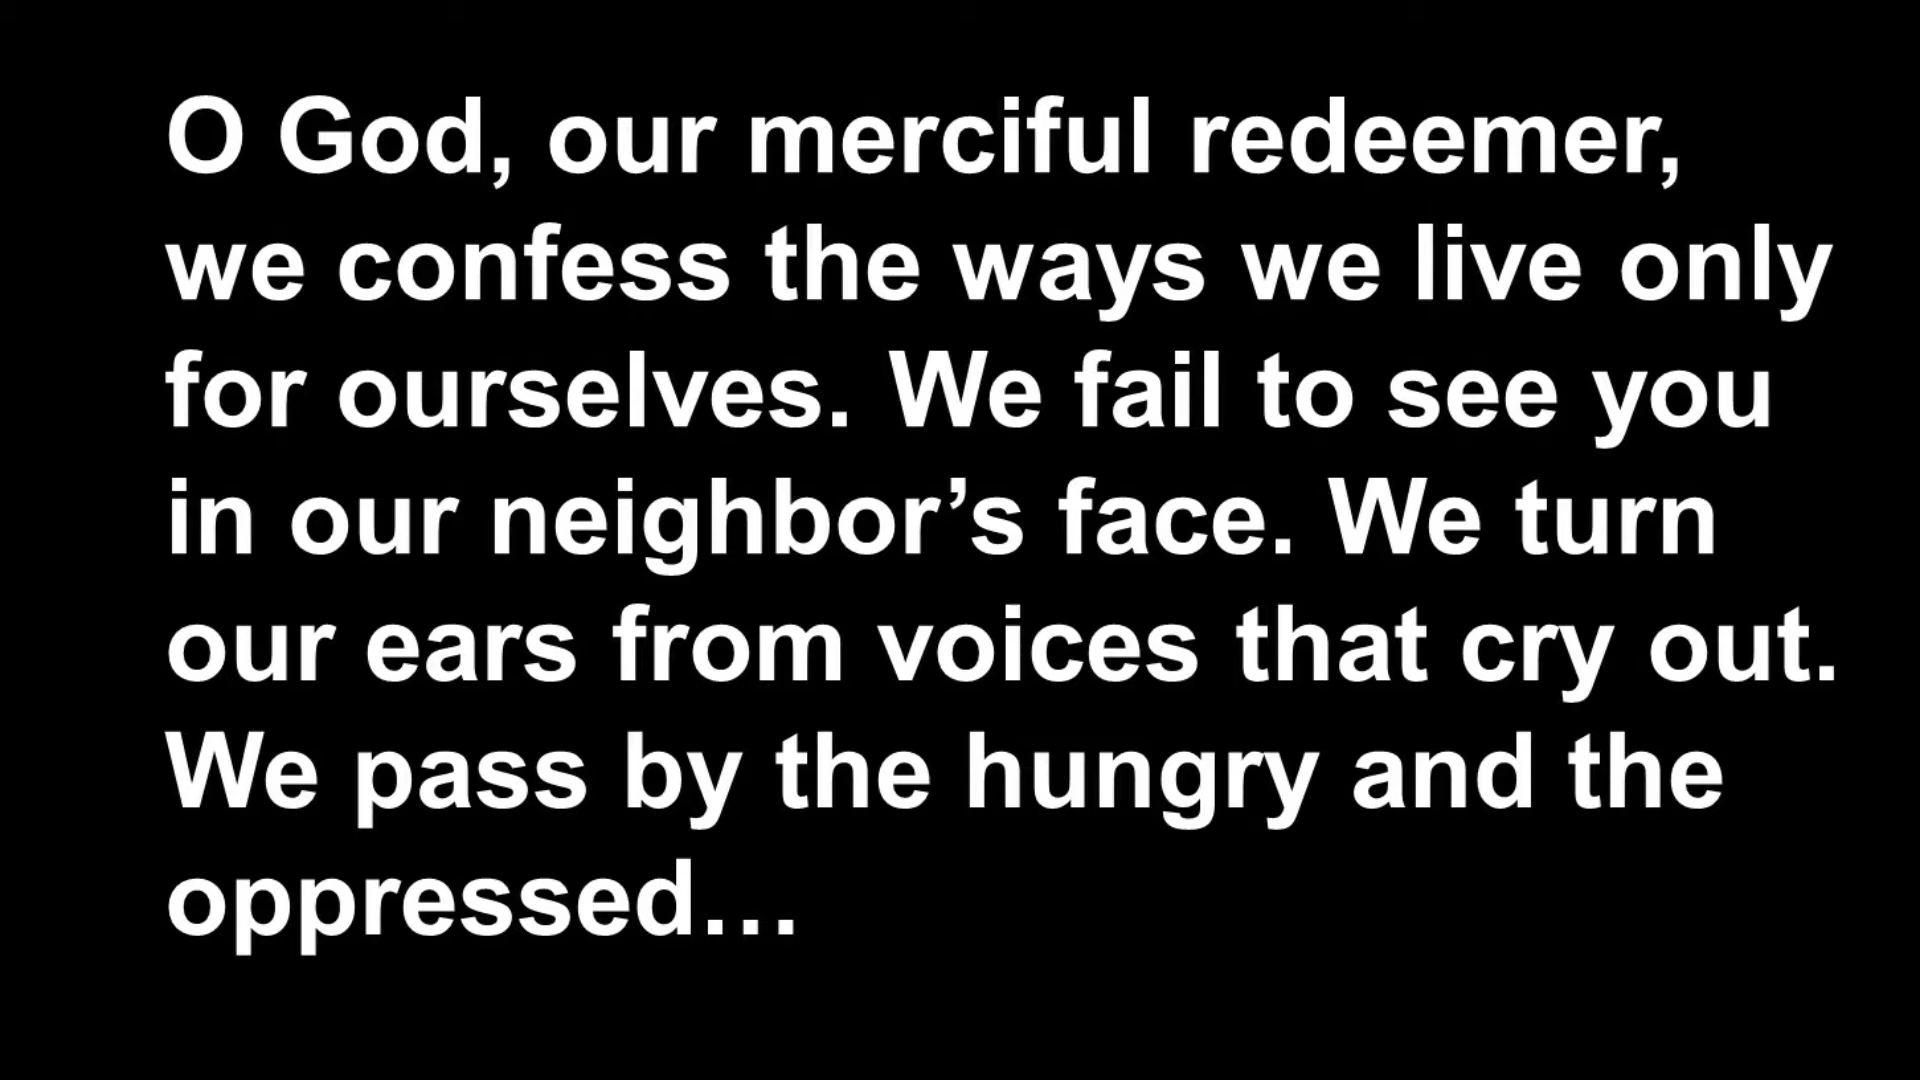 O God, our merciful redeemer,
we confess the ways we live only
for ourselves. We fail to see you
in our neighbor’s face. We turn
our ears from voices that cry out.
We pass by the hungry and the
oppressed…